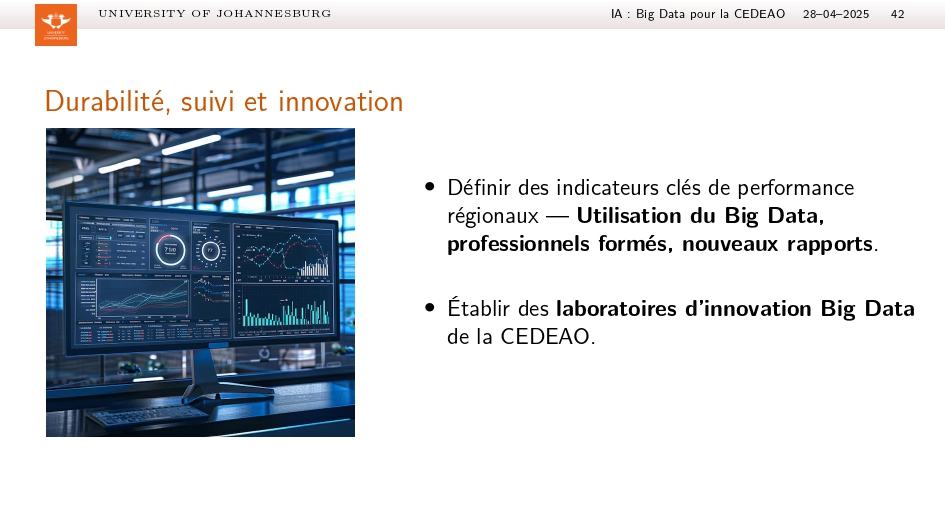 UNIVERSITY OF JOHANNESBURG
IA : Big Data pour la CEDEAO 28–04–2025 42
UNIVERSITY
JOHANNESBURG
Durabilité, suivi et innovation
• Définir des indicateurs clés de performance
régionaux — Utilisation du Big Data,
professionnels formés, nouveaux rapports.
• Établir des laboratoires d'innovation Big Data
de la CEDEAO.